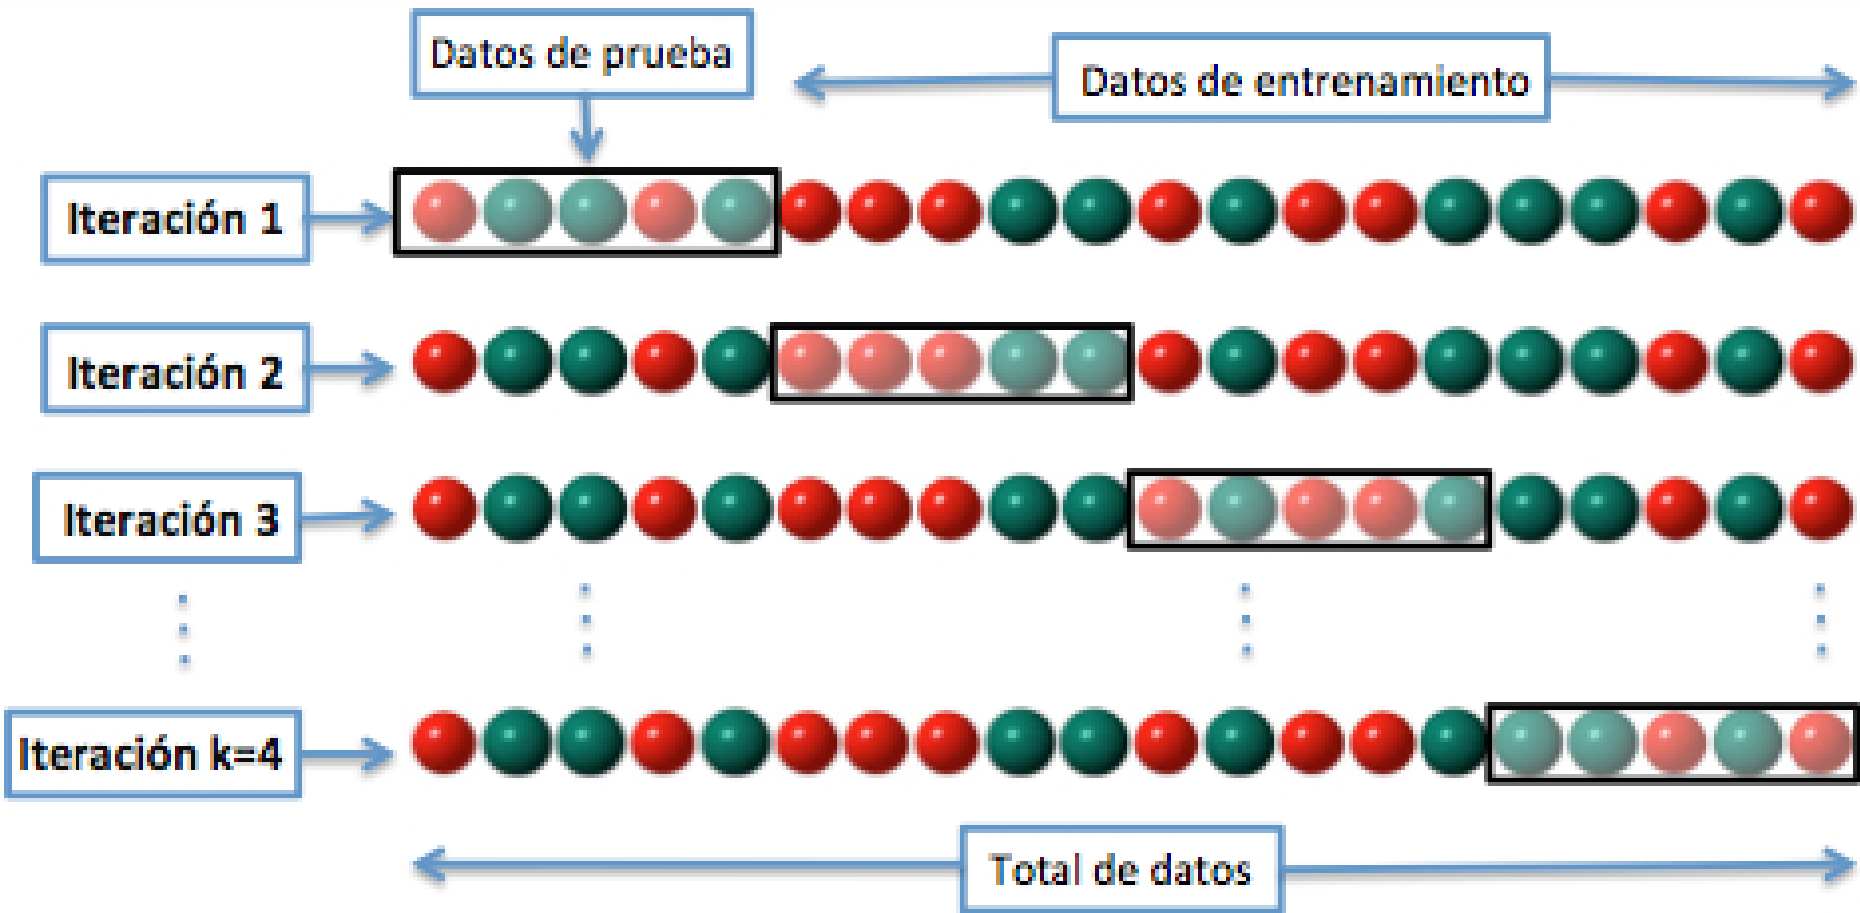 Datos de prueba
Datos de entrenamiento
Iteración 1
Iteración 2
Iteración 3
Iteración k=4
Total de datos